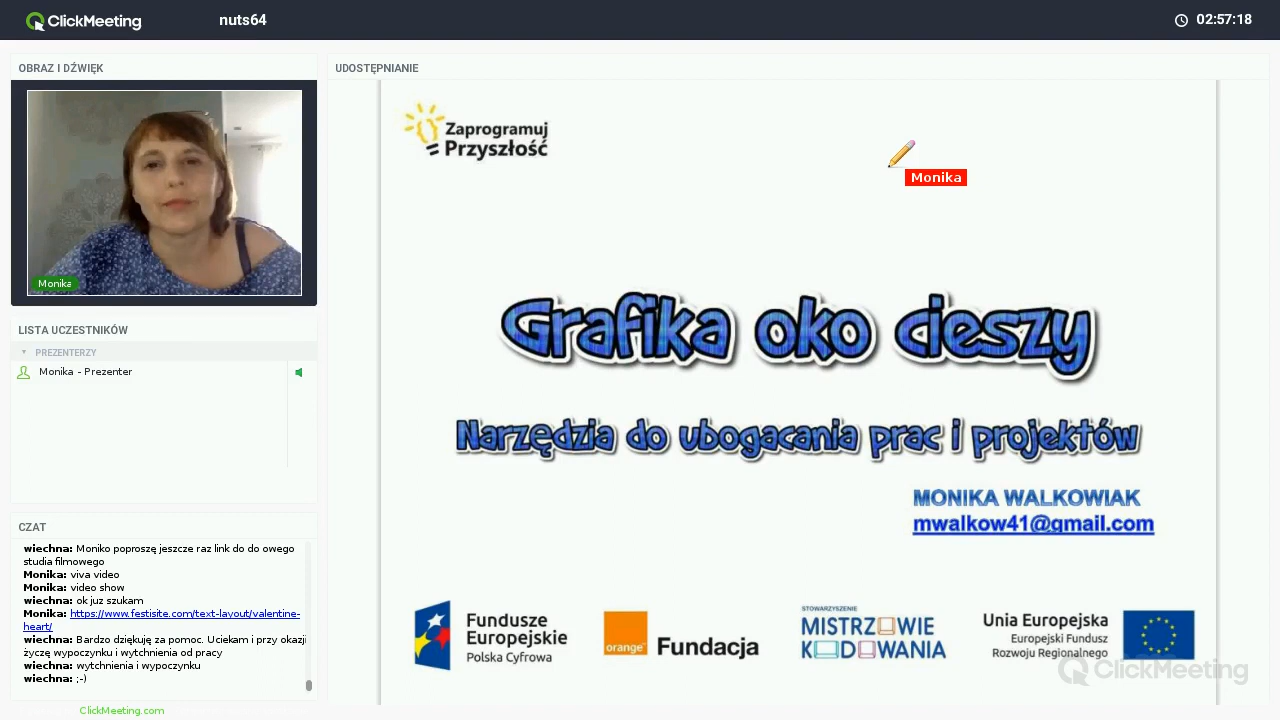 ClickMeeting
nuts64
02:57:18
OBRAZ I DŹWIĘK
Monika
LISTA UCZESTNIKÓW
PREZENTERZY
Monika - Prezenter
CZAT
wiechna: Moniko poproszę jeszcze raz link do do owego
studia filmowego
Monika: viva video
Monika: video show
wiechna: ok juz szukam
Monika: https://www.festisite.com/text-layout/valentine-
heart/
wiechna: Bardzo dziękuję za pomoc. Uciekam i przy okazji
życzę wypoczynku i wytchnienia od pracy
wiechna: wytchnienia i wypoczynku
wiechna: ;-)
ClickMeeting.com
UDOSTĘPNIANIE
Zaprogramuj
Przyszłość
Monika
Grafika oko cieszy
Narzędzia do ubogacania prac i projektów
MONIKA WALKOWIAK
mwalkow41@gmail.com
Fundusze
Europejskie
Polska Cyfrowa
orange
Fundacja
STOWARZYSZENIE
MISTRZOWIE
KODOWANIA
Unia Europejska
Europejski Fundusz
Rozwoju Regionalnego
ClickMeeting